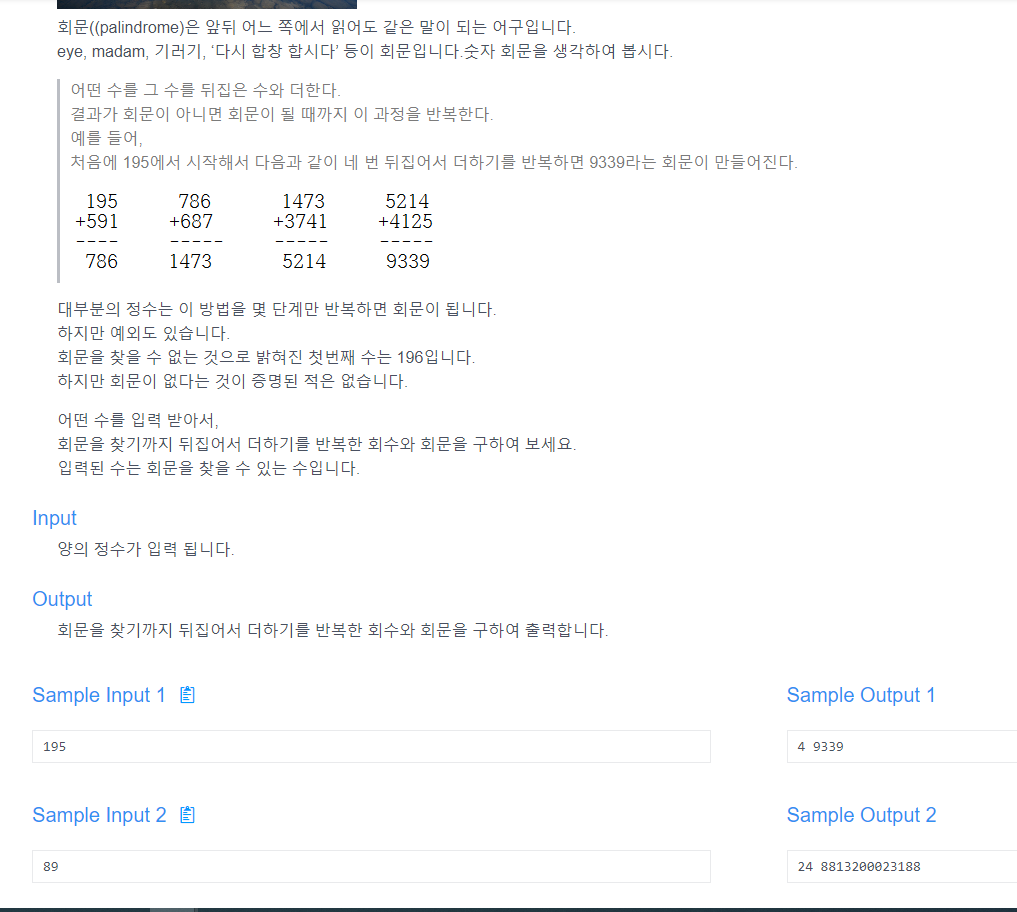 회문((palindrome)은 앞뒤 어느 쪽에서 읽어도 같은 말이 되는 어구입니다.
eye, madam, 기러기, ‘다시 합창 합시다’ 등이 회문입니다.숫자 회문을 생각하여 봅시다.
어떤 수를 그 수를 뒤집은 수와 더한다.
결과가 회문이 아니면 회문이 될 때까지 이 과정을 반복한다.
예를 들어,
처음에 195에서 시작해서 다음과 같이 네 번 뒤집어서 더하기를 반복하면 9339라는 회문이 만들어진다.
195 786 1473 5214
+591 +687 +3741 +4125
---- ----- ----- -----
786 1473 5214 9339
대부분의 정수는 이 방법을 몇 단계만 반복하면 회문이 됩니다.
하지만 예외도 있습니다.
회문을 찾을 수 없는 것으로 밝혀진 첫번째 수는 196입니다.
하지만 회문이 없다는 것이 증명된 적은 없습니다.
어떤 수를 입력 받아서,
회문을 찾기까지 뒤집어서 더하기를 반복한 회수와 회문을 구하여 보세요.
입력된 수는 회문을 찾을 수 있는 수입니다.
Input
양의 정수가 입력 됩니다.
Output
회문을 찾기까지 뒤집어서 더하기를 반복한 회수와 회문을 구하여 출력합니다.
Sample Input 1
Sample Output 1
195
4 9339
Sample Input 2
Sample Output 2
89
24 8813200023188